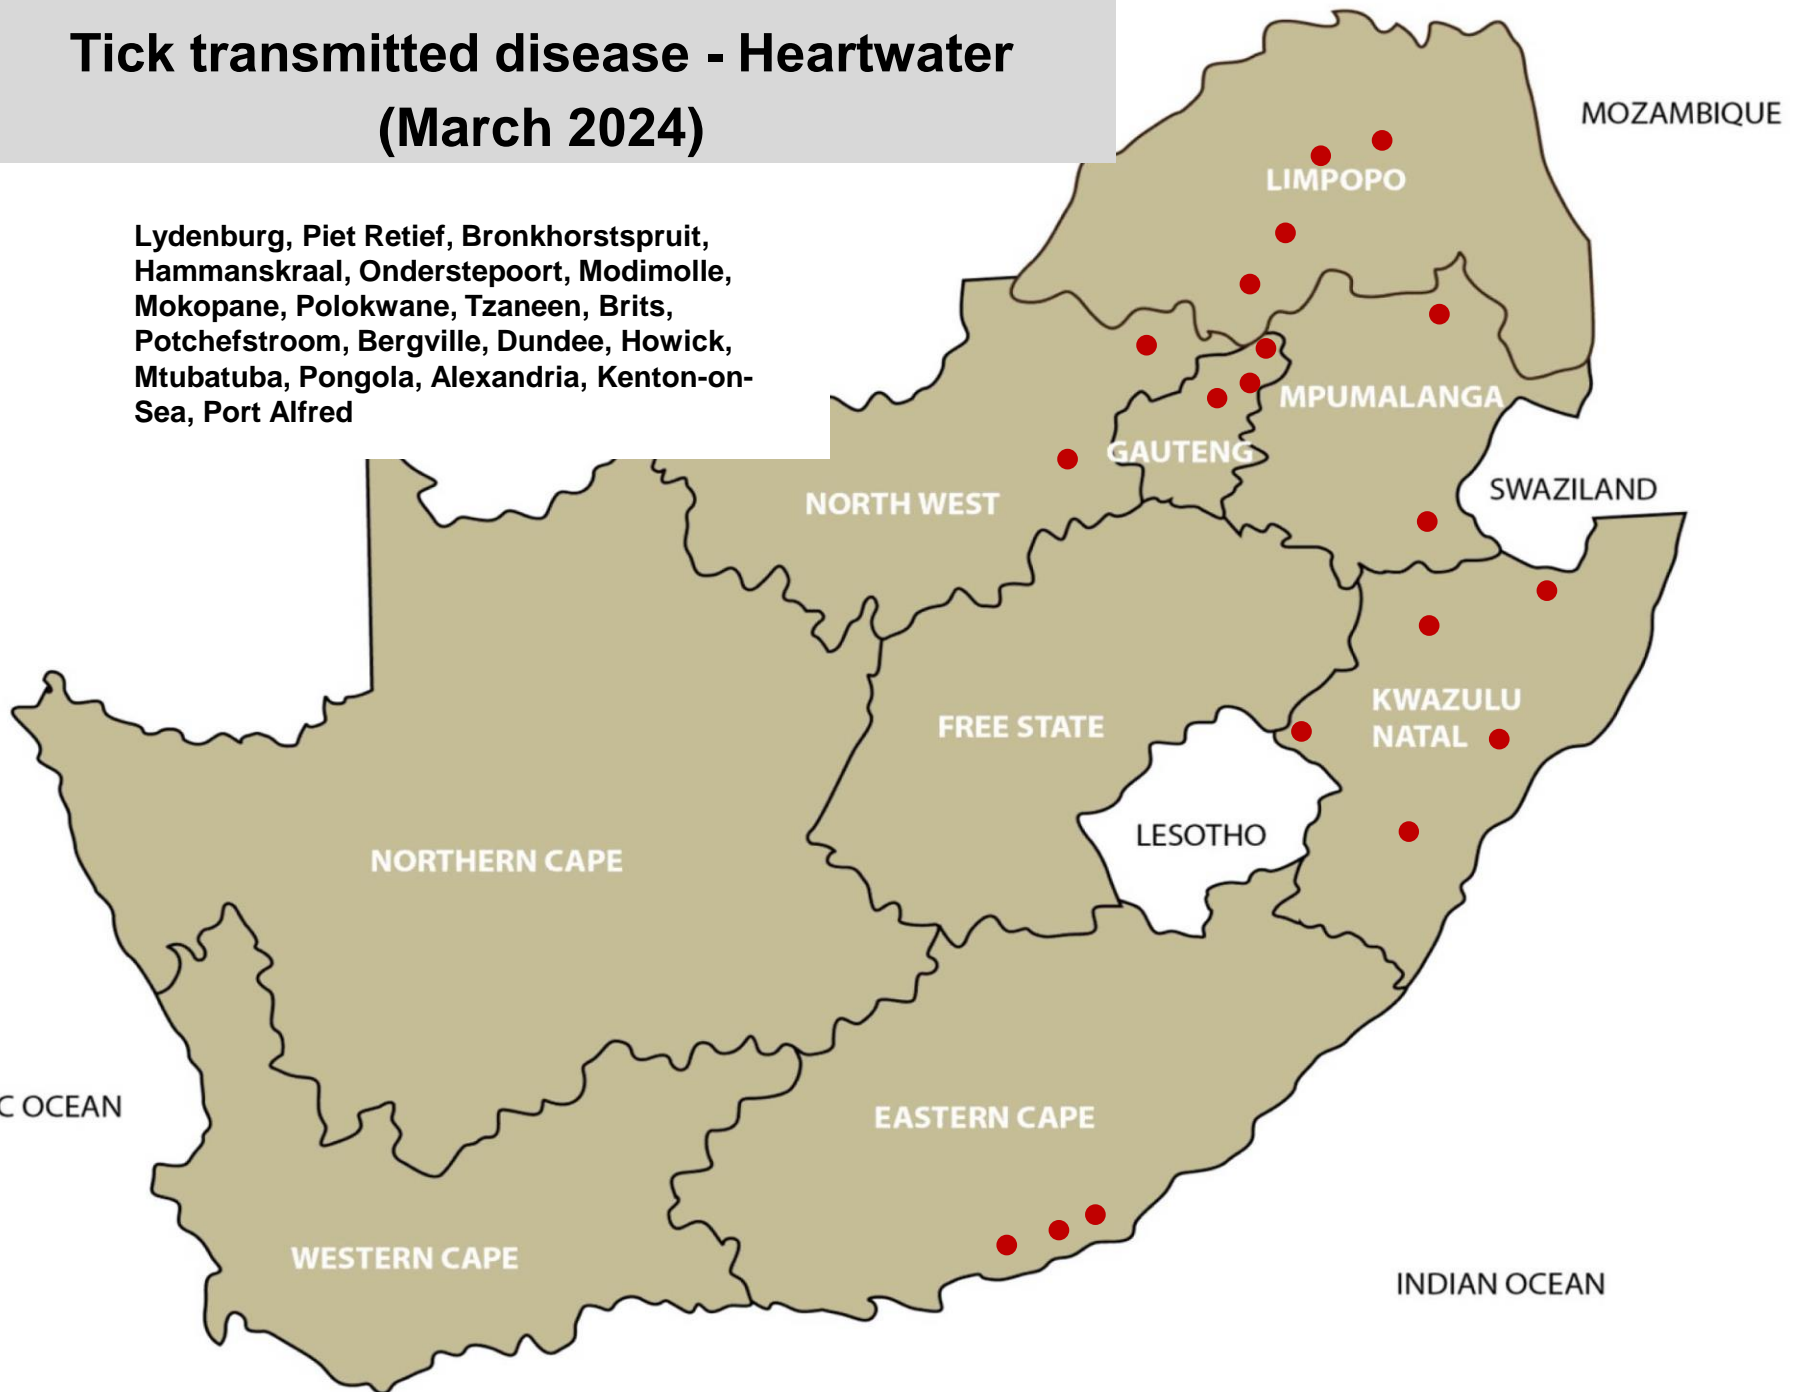 Tick transmitted disease - Heartwater
(March 2024)
MOZAMBIQUE
LIMPOPO
Lydenburg, Piet Retief, Bronkhorstspruit,
Hammanskraal, Onderstepoort, Modimolle,
Mokopane, Polokwane, Tzaneen, Brits,
Potchefstroom, Bergville, Dundee, Howick,
Mtubatuba, Pongola, Alexandria, Kenton-on-
Sea, Port Alfred
MPUMALANGA
GAUTENG
SWAZILAND
NORTH WEST
KWAZULU
NATAL
FREE STATE
LESOTHO
NORTHERN CAPE
C OCEAN
EASTERN CAPE
WESTERN CAPE
INDIAN OCEAN